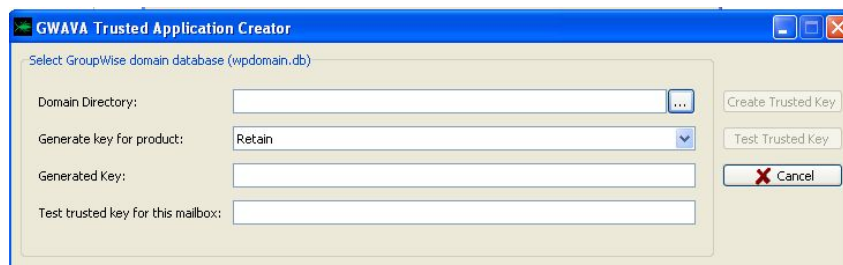 GWAVA Trusted Application Creator
Select GroupWise domain database (wpdomain.db)
Domain Directory:
...
Create Trusted Key
Generate key for product:
Retain
Test Trusted Key
Generated Key:
Cancel
Test trusted key for this mailbox: